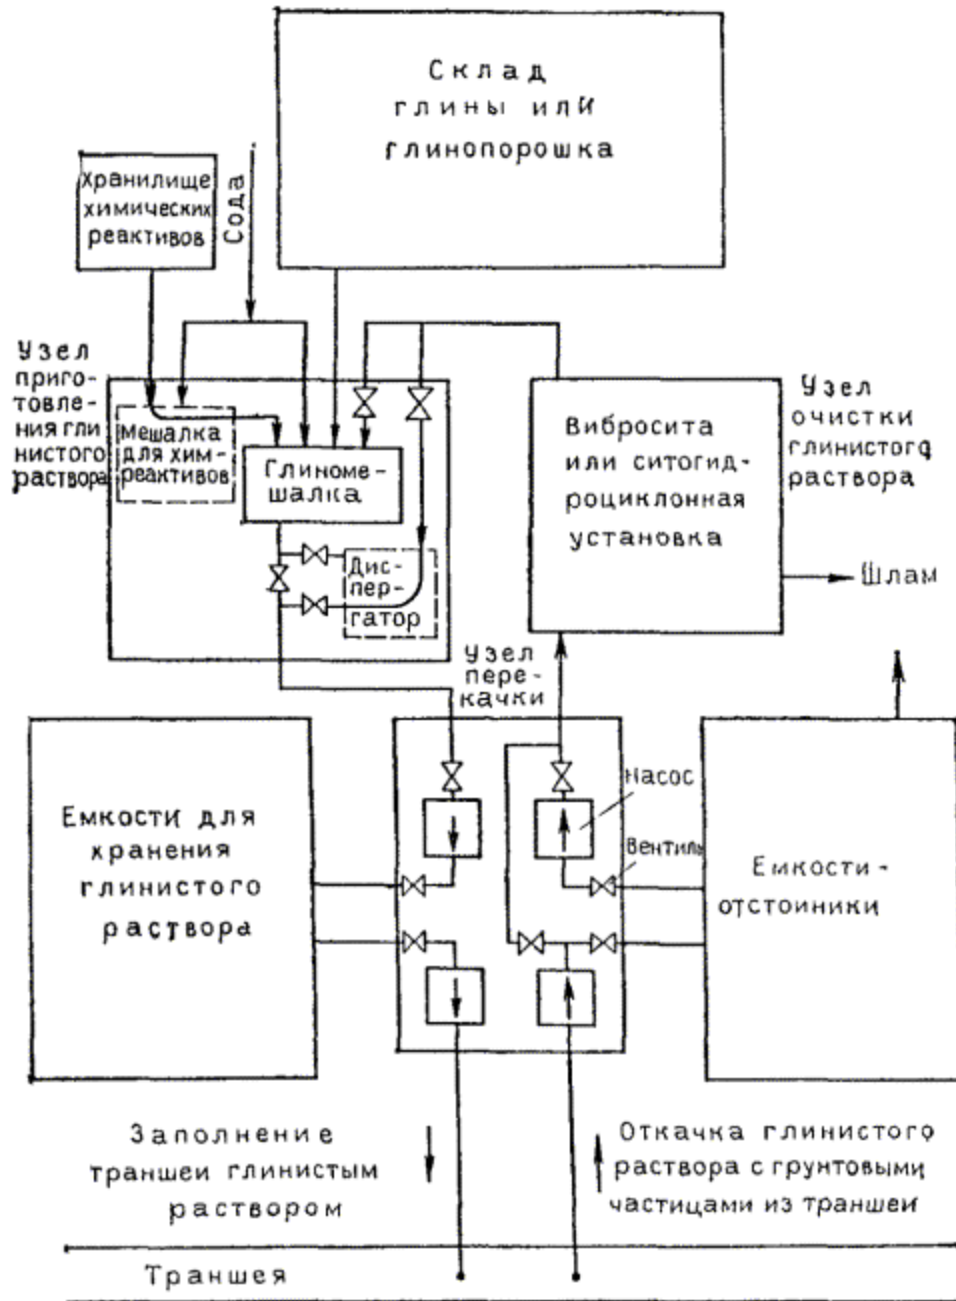 Склад
глины или
глинопорошка
Хранилище
химических
реактивов
Сода
Узел
приго-
товле-
ния гли
нистого
раствора
Мешалка
для хим-
реактивов
Глиноме-
шалка
Дис-
пер-
гатор
Вибросита
или ситогид-
роциклонная
установка
Узел
очистки
глинистого
раствора
Шлам
Узел
пере-
качки
Емкости для
хранения
глинистого
раствора
Насос
Вентиль
Емкости-
отстойники
Заполнение
траншеи глинистым
раствором
Откачка глинистого
раствора с грунтовыми
частицами из траншеи
Траншея